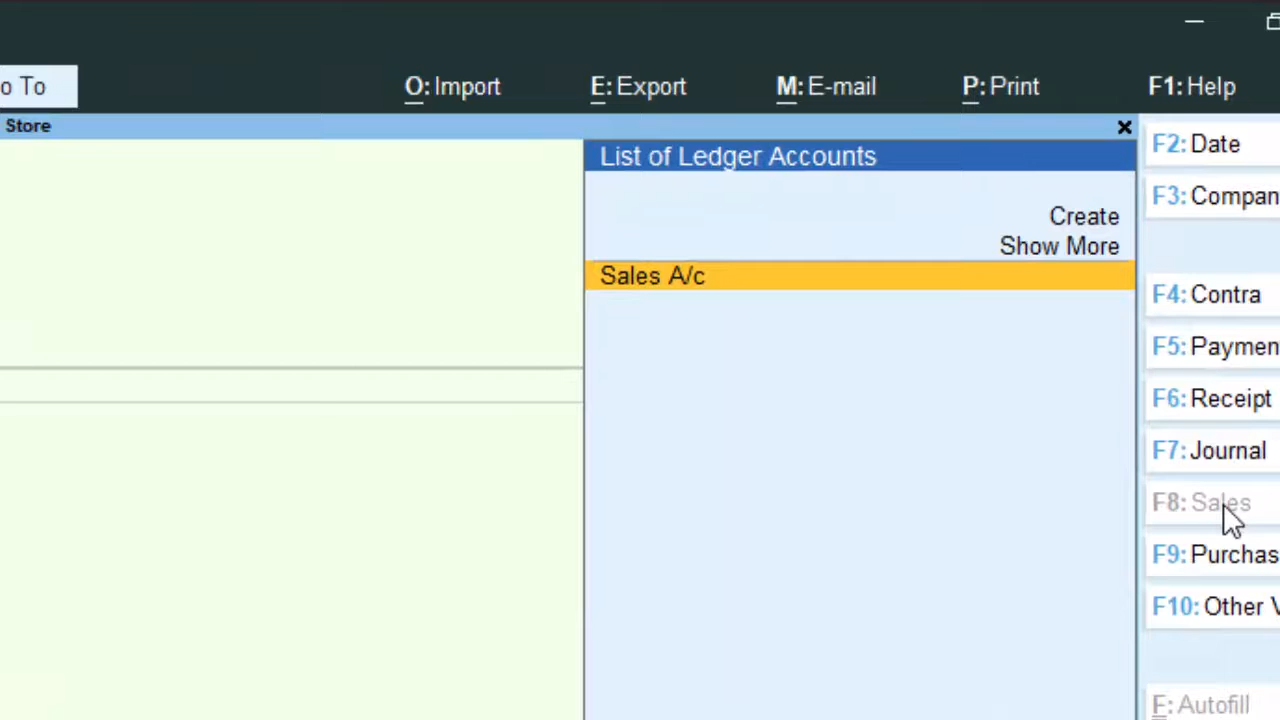 o To
O: Import
E: Export
M: E-mail
P: Print
F1: Help
Store
List of Ledger Accounts
Create
Show More
Sales A/c
F2: Date
F3: Compan
F4: Contra
F5: Paymen
F6: Receipt
F7: Journal
F8: Sales
F9: Purchas
F10: Other V
F: Autofill